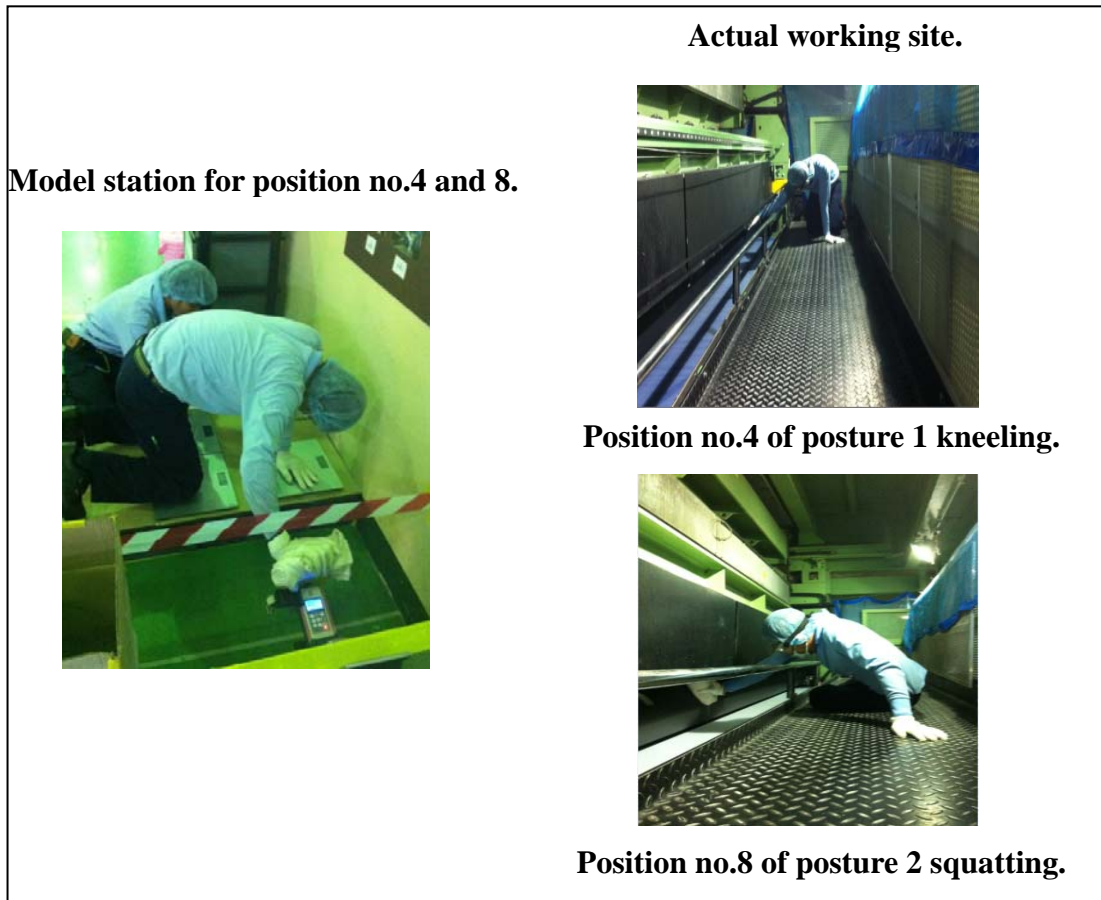 Actual working site.
Model station for position no.4 and 8.
Position no.4 of posture 1 kneeling.
Position no.8 of posture 2 squatting.